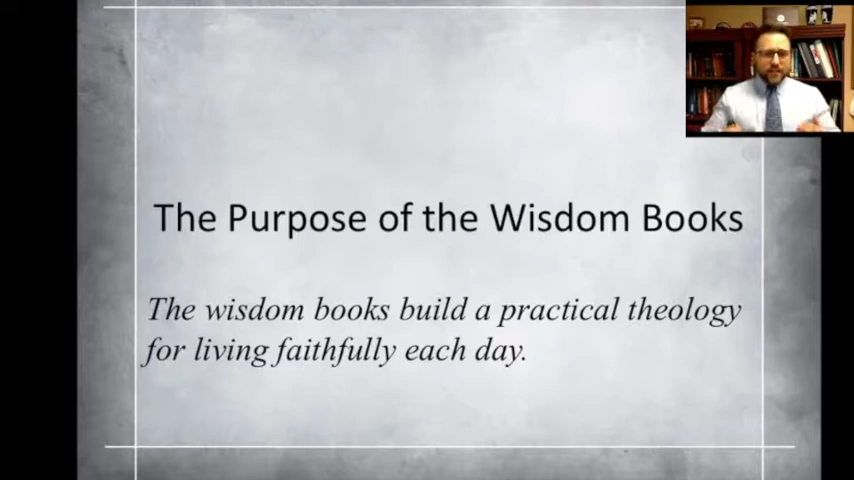 The Purpose of the Wisdom Books
The wisdom books build a practical theology
for living faithfully each day.